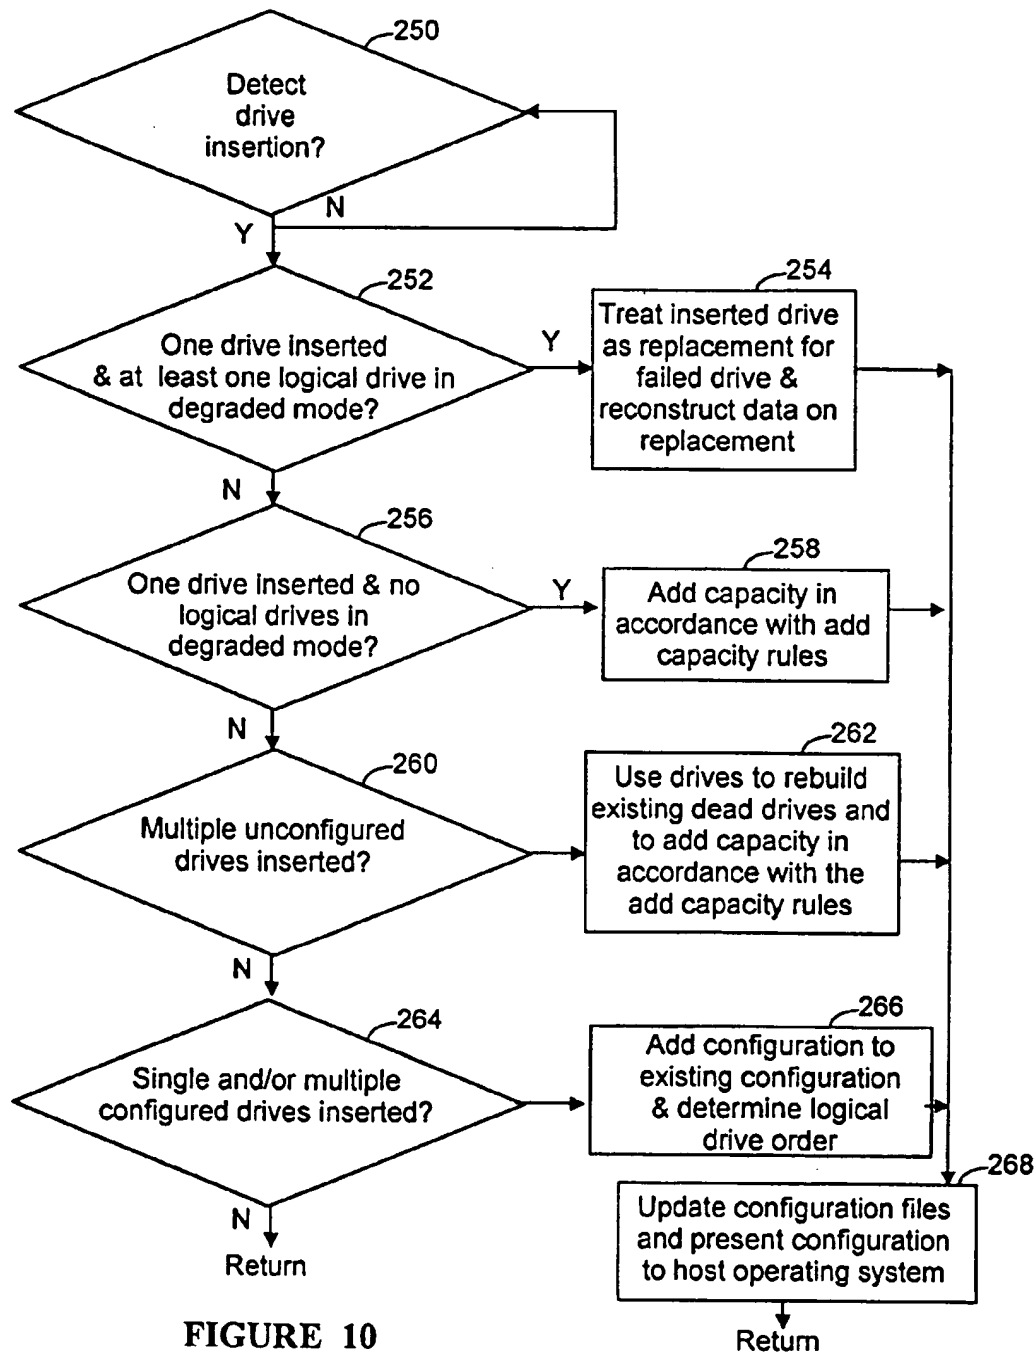 250
Detect
drive
insertion?
N
Y
252
One drive inserted
& at least one logical drive in
degraded mode?
Y
254
Treat inserted drive
as replacement for
failed drive &
reconstruct data on
replacement
N
256
One drive inserted & no
logical drives in
degraded mode?
Y
258
Add capacity in
accordance with add
capacity rules
N
260
Multiple unconfigured
drives inserted?
262
Use drives to rebuild
existing dead drives and
to add capacity in
accordance with the
add capacity rules
N
264
Single and/or multiple
configured drives inserted?
266
Add configuration to
existing configuration
& determine logical
drive order
N
Return
268
Update configuration files
and present configuration
to host operating system
Return
FIGURE 10